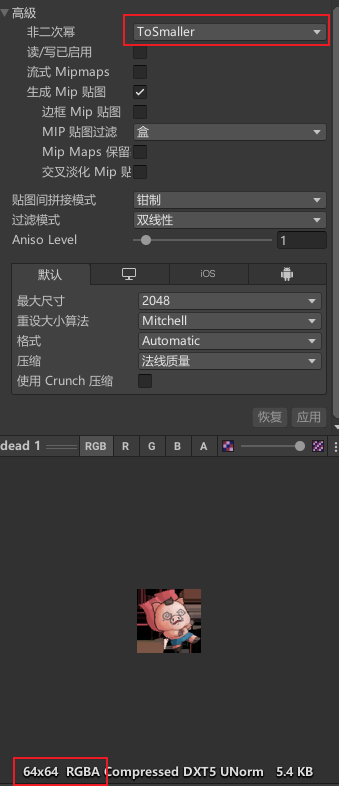 高級
非二次幂 ToSmaller
读/写已启用
流式 Mipmaps
生成 Mip 贴图
边框 Mip 贴图
MIP 贴图过滤 盒
Mip Maps 保留
交叉淡化 Mip 贴
贴图间拼接模式 钳制
过滤模式 双线性
Aniso Level 1
默认 iOS
最大尺寸 2048
重设大小算法 Mitchell
格式 Automatic
压缩 法线质量
使用 Crunch 压缩
恢复 应用
dead 1 RGB R G B A
64x64 RGBA Compressed DXT5 UNorm 5.4 KB